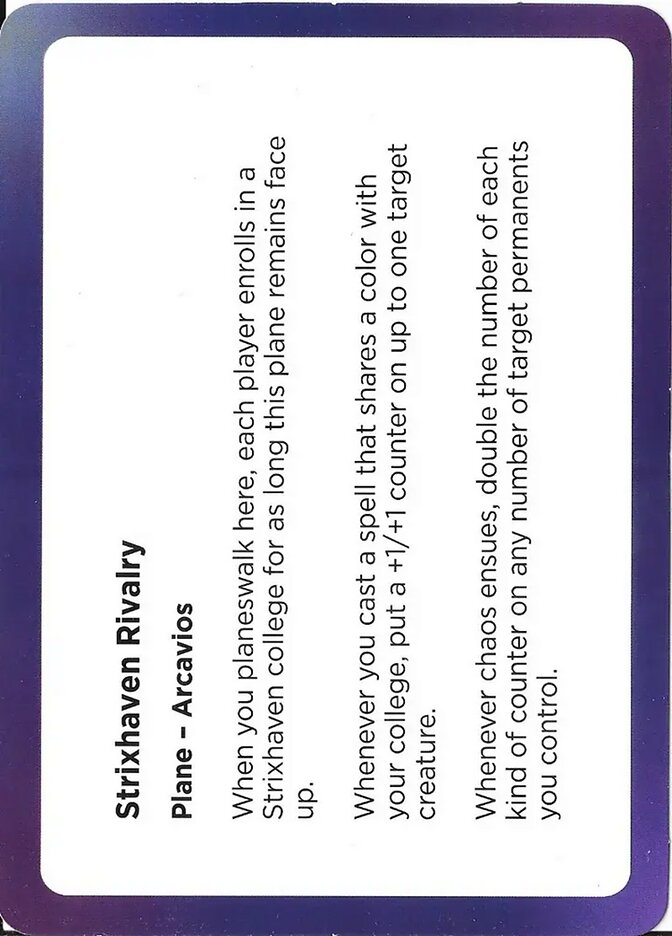 Strixhaven Rivalry
Plane – Arcavios
When you planeswalk here, each player enrolls in a
Strixhaven college for as long this plane remains face
up.
Whenever you cast a spell that shares a color with
your college, put a +1/+1 counter on up to one target
creature.
Whenever chaos ensues, double the number of each
kind of counter on any number of target permanents
you control.